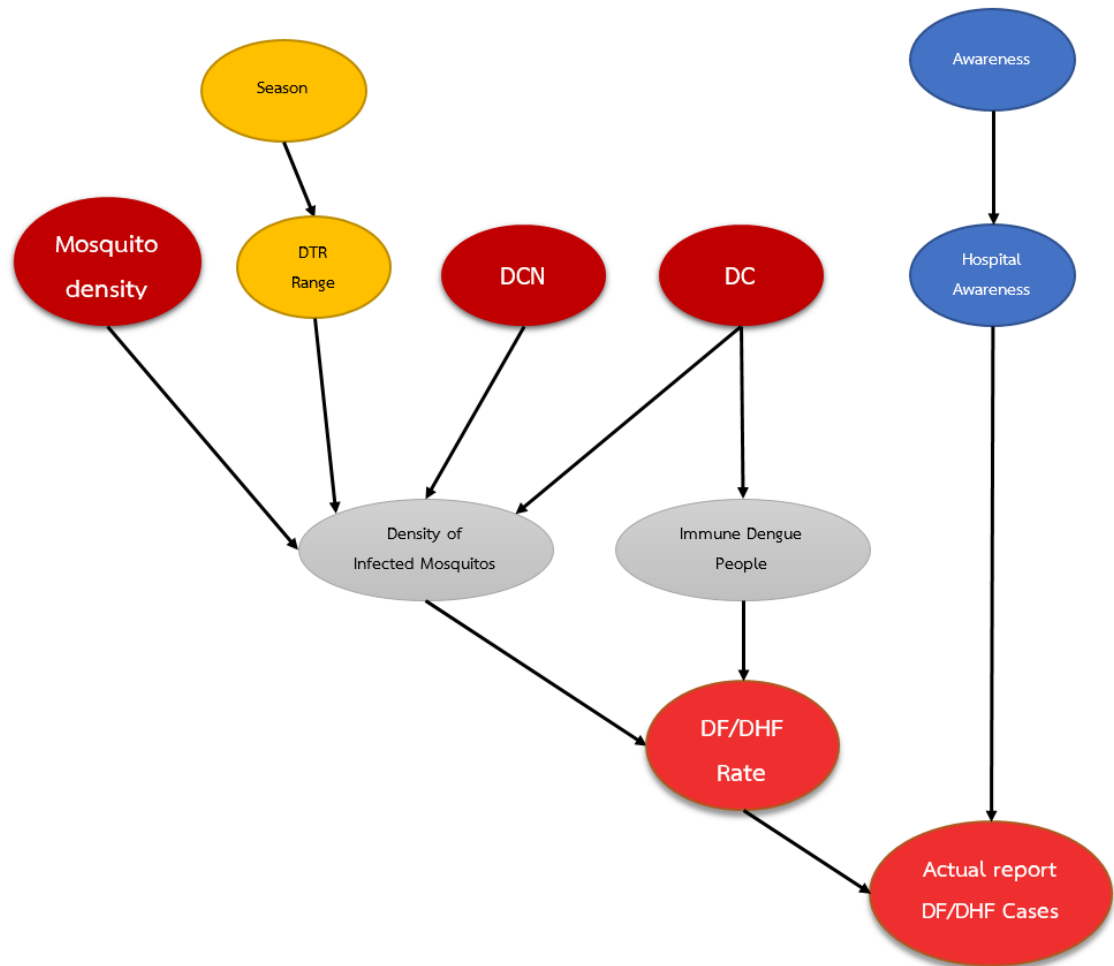 Season
Awareness
Mosquito
density
DTR
Range
DCN
DC
Hospital
Awareness
Density of
Infected Mosquitos
Immune Dengue
People
DF/DHF
Rate
Actual report
DF/DHF Cases